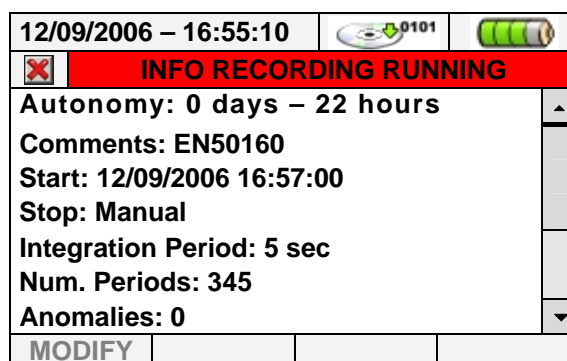 12/09/2006 – 16:55:10 0101
INFO RECORDING RUNNING
Autonomy: 0 days – 22 hours
Comments: EN50160
Start: 12/09/2006 16:57:00
Stop: Manual
Integration Period: 5 sec
Num. Periods: 345
Anomalies: 0
MODIFY